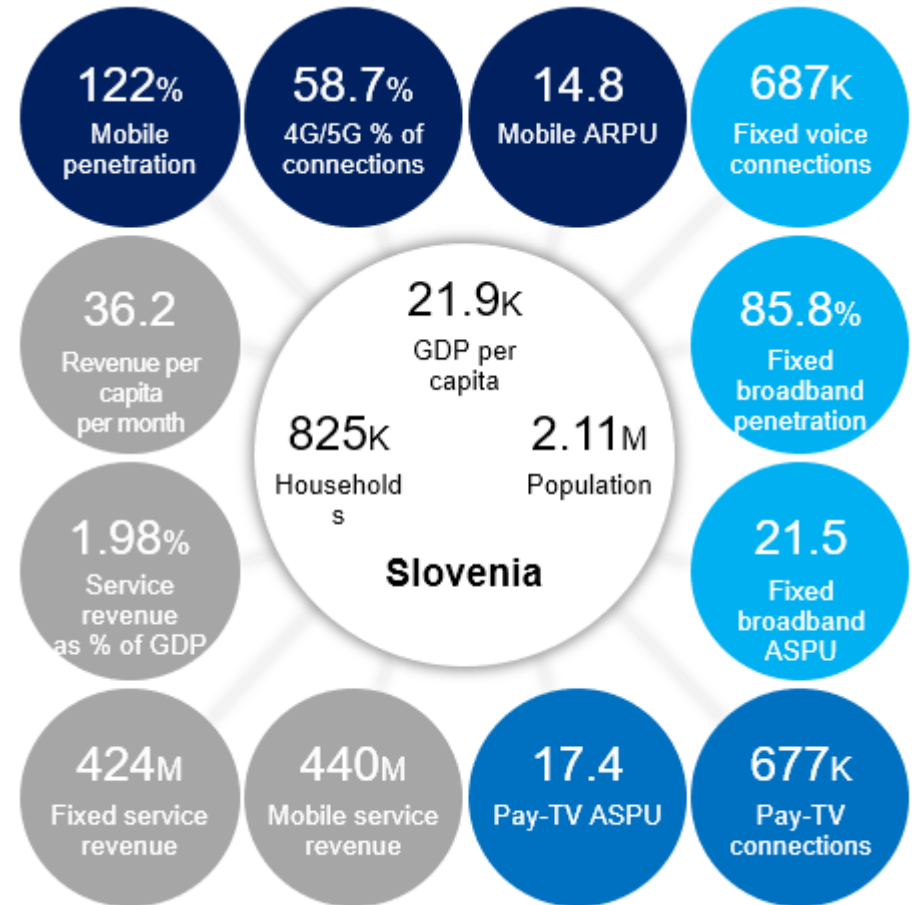 122%
Mobile
penetration
58.7%
4G/5G % of
connections
14.8
Mobile ARPU
687K
Fixed voice
connections
36.2
Revenue per
capita
per month
21.9K
GDP per
capita
85.8%
Fixed
broadband
penetration
825K
Household
s
2.11M
Population
Slovenia
1.98%
Service
revenue
as % of GDP
21.5
Fixed
broadband
ASPU
424M
Fixed service
revenue
440M
Mobile service
revenue
17.4
Pay-TV ASPU
677K
Pay-TV
connections